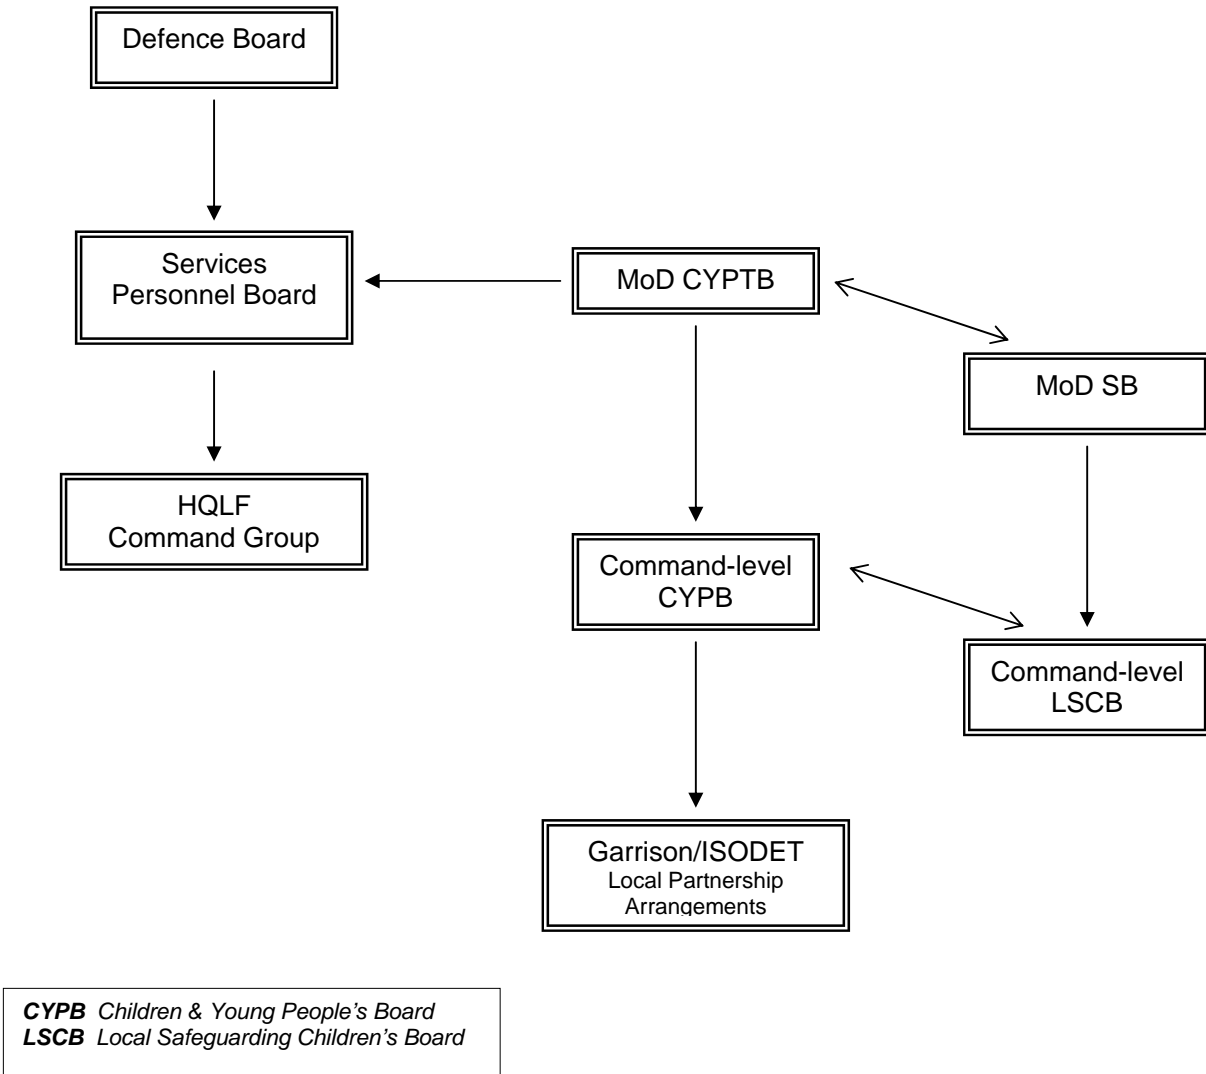 Defence Board
Services
Personnel Board
MoD CYPTB
MoD SB
HQLF
Command Group
Command-level
CYPB
Command-level
LSCB
Garrison/ISODET
Local Partnership
Arrangements
CYPB Children & Young People’s Board
LSCB Local Safeguarding Children’s Board